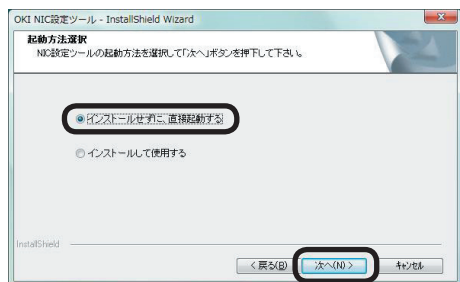 OKI NIC設定ツール - InstallShield Wizard
起動方法選択
NIC設定ツールの起動方法を選択して「次へ」ボタンを押下して下さい。
インストールせずに、直接起動する
インストールして使用する
InstallShield
< 戻る(B)
次へ(N) >
キャンセル